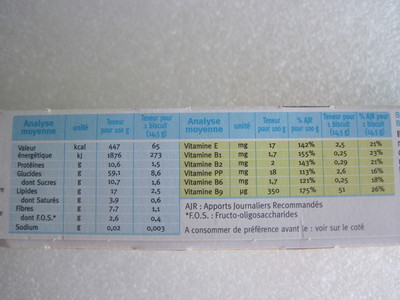 Analyse moyenne unité Teneur pour 100 g Teneur pour 1 biscuit (14,5 g)
Valeur kcal 447 65
énergétique kj 1876 273
Protéines g 10,6 1,5
Glucides g 59,1 8,6
dont Sucres g 10,7 1,6
Lipides g 17 2,5
dont Saturés g 3,9 0,6
Fibres g 7,7 1,1
dont F.O.S.* g 2,6 0,4
Sodium g 0,02 0,003
Analyse moyenne unité Teneur pour 100 g % AJR pour 100 g Teneur pour 1 biscuit (14,5 g) % AJR pour 1 biscuit (14,5 g)
Vitamine E mg 17 142% 2,5 21%
Vitamine B1 mg 1,7 155% 0,25 23%
Vitamine B2 mg 2 143% 0,29 21%
Vitamine PP mg 18 113% 2,6 16%
Vitamine B6 mg 1,7 121% 0,25 18%
Vitamine B9 µg 350 175% 51 26%
AJR : Apports Journaliers Recommandés
*F.O.S. : Fructo-oligosaccharides
A consommer de préférence avant le : voir sur le coté